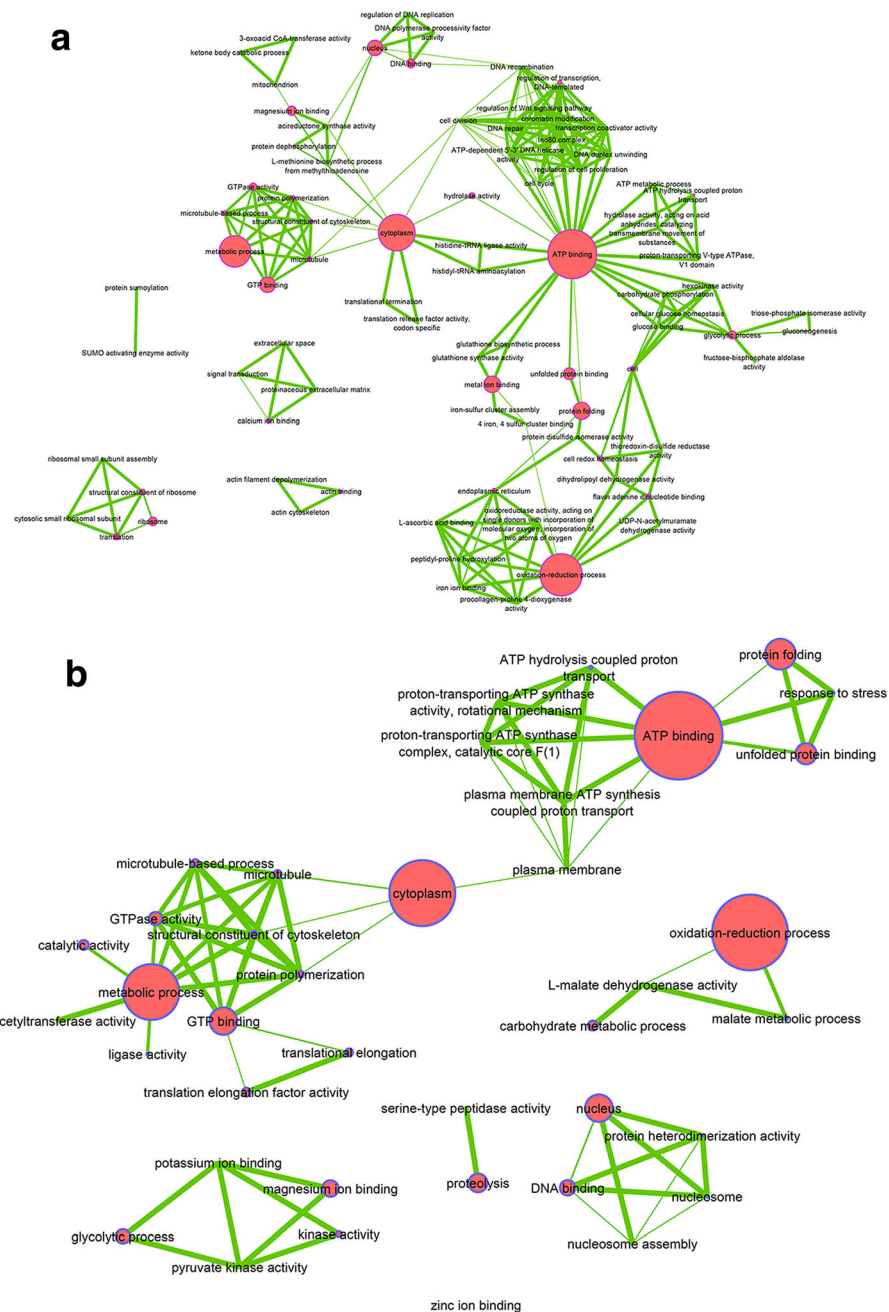 a
regulation of DNA replication
DNA polymerase processivity factor
activity
nucleus
DNA binding
3-oxoacid CoA-transferase activity
ketone body catabolic process
mitochondrion
magnesium ion binding
acireductone synthase activity
protein dephosphorylation
L-methionine biosynthetic process
from methylthioadenosine
DNA recombination
regulation of transcription,
DNA-templated
regulation of Wnt signaling pathway
cell division
chromatin modification
DNA repair
transcription coactivator activity
Ino80 complex
ATP-dependent 5'-3' DNA helicase
activity
DNA duplex unwinding
regulation of cell proliferation
cell cycle
GTPase activity
protein polymerization
microtubule-based process
structural constituent of cytoskeleton
metabolic process
microtubule
GTP binding
hydrolase activity
cytoplasm
histidine-tRNA ligase activity
histidyl-tRNA aminoacylation
ATP binding
ATP metabolic process
ATP hydrolysis coupled proton
transport
hydrolase activity, acting on acid
anhydrides, catalyzing
transmembrane movement of
substances
proton-transporting V-type ATPase,
V1 domain
translational termination
translation release factor activity,
codon specific
hexokinase activity
carbohydrate phosphorylation
cellular glucose homeostasis
glucose binding
glycolytic process
triose-phosphate isomerase activity
gluconeogenesis
fructose-bisphosphate aldolase
activity
protein sumoylation
SUMO activating enzyme activity
extracellular space
signal transduction
proteinaceous extracellular matrix
calcium ion binding
glutathione biosynthetic process
glutathione synthase activity
metal ion binding
unfolded protein binding
cell
iron-sulfur cluster assembly
4 iron, 4 sulfur cluster binding
protein folding
protein disulfide isomerase activity
thioredoxin-disulfide reductase
activity
cell redox homeostasis
dihydrolipoyl dehydrogenase activity
flavin adenine dinucleotide binding
UDP-N-acetylmuramate
dehydrogenase activity
ribosomal small subunit assembly
structural constituent of ribosome
cytosolic small ribosomal subunit
ribosome
translation
actin filament depolymerization
actin binding
actin cytoskeleton
endoplasmic reticulum
oxidoreductase activity, acting on
single donors with incorporation of
molecular oxygen, incorporation of
two atoms of oxygen
L-ascorbic acid binding
peptidyl-proline hydroxylation
iron ion binding
procollagen-proline 4-dioxygenase
activity
oxidation-reduction process
b
ATP hydrolysis coupled proton
transport
proton-transporting ATP synthase
activity, rotational mechanism
proton-transporting ATP synthase
complex, catalytic core F(1)
plasma membrane ATP synthesis
coupled proton transport
plasma membrane
ATP binding
protein folding
response to stress
unfolded protein binding
microtubule-based process
microtubule
cytoplasm
GTPase activity
structural constituent of cytoskeleton
catalytic activity
protein polymerization
metabolic process
GTP binding
cetyltransferase activity
ligase activity
translational elongation
translation elongation factor activity
oxidation-reduction process
L-malate dehydrogenase activity
carbohydrate metabolic process
malate metabolic process
serine-type peptidase activity
proteolysis
nucleus
protein heterodimerization activity
DNA binding
nucleosome
nucleosome assembly
potassium ion binding
magnesium ion binding
glycolytic process
kinase activity
pyruvate kinase activity
zinc ion binding